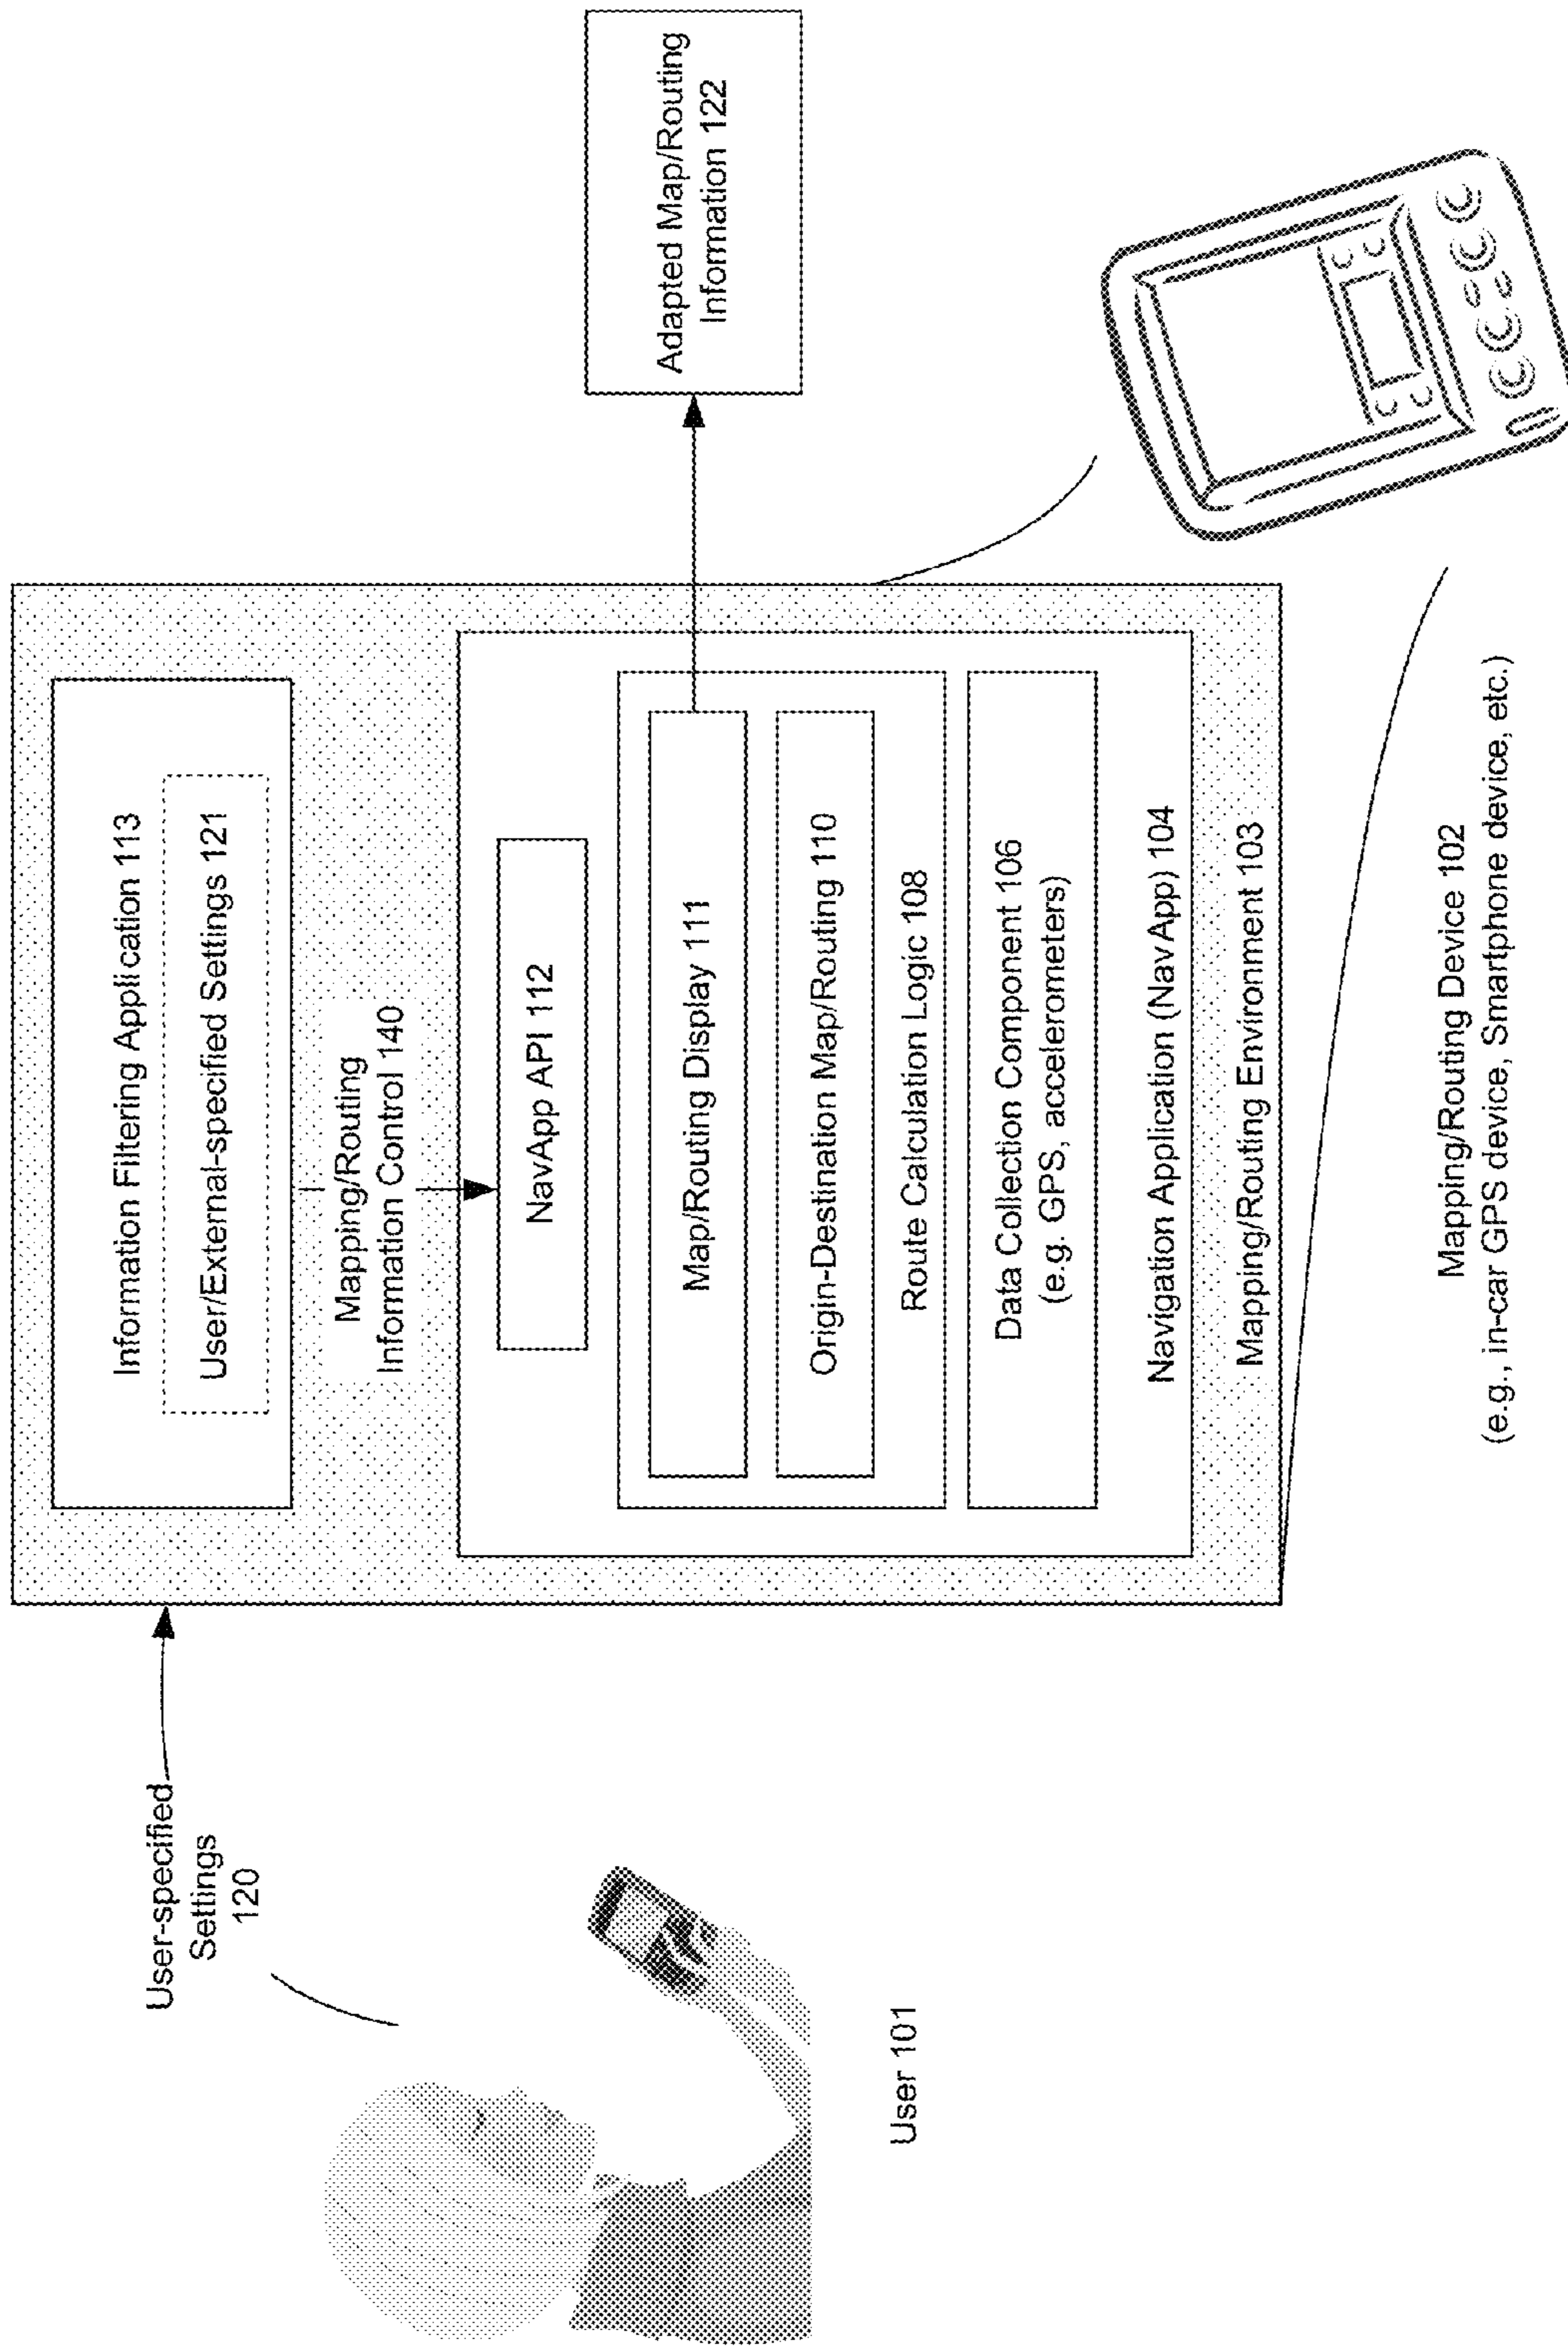 User-specified
Settings
120
User 101
Information Filtering Application 113
User/External-specified Settings 121
Mapping/Routing
Information Control 140
NavApp API 112
Map/Routing Display 111
Origin-Destination Map/Routing 110
Route Calculation Logic 108
Data Collection Component 106
(e.g. GPS, accelerometers)
Navigation Application (NavApp) 104
Mapping/Routing Environment 103
Adapted Map/Routing
Information 122
Mapping/Routing Device 102
(e.g., in-car GPS device, Smartphone device, etc.)